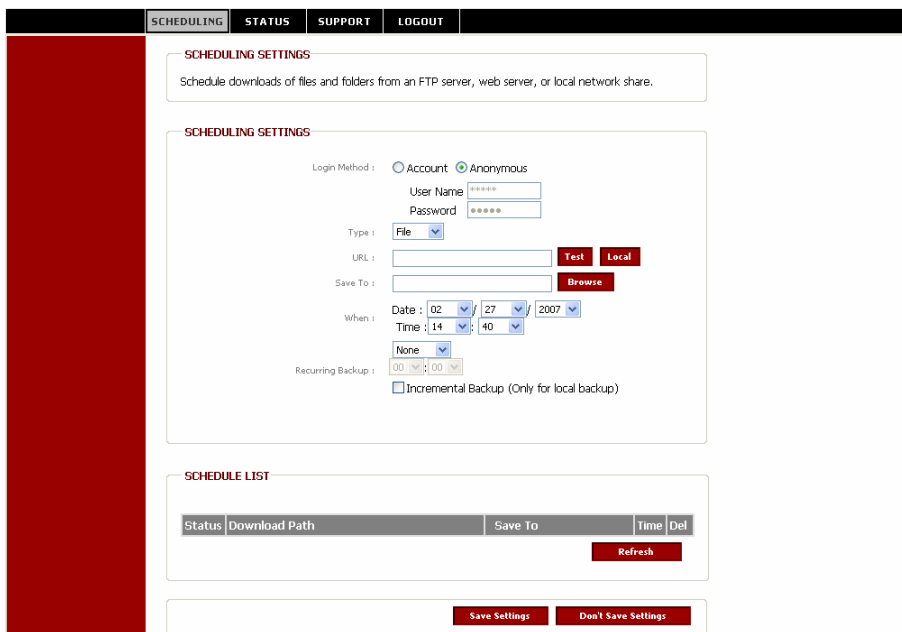 SCHEDULING STATUS SUPPORT LOGOUT
SCHEDULING SETTINGS
Schedule downloads of files and folders from an FTP server, web server, or local network share.
SCHEDULING SETTINGS
Login Method : Account Anonymous
User Name *****
Password •••••
Type : File
URL : Test Local
Save To : Browse
When : Date : 02 / 27 / 2007
Time : 14 : 40
None
Recurring Backup : 00 : 00
Incremental Backup (Only for local backup)
SCHEDULE LIST
Status Download Path Save To Time Del
Refresh
Save Settings Don't Save Settings